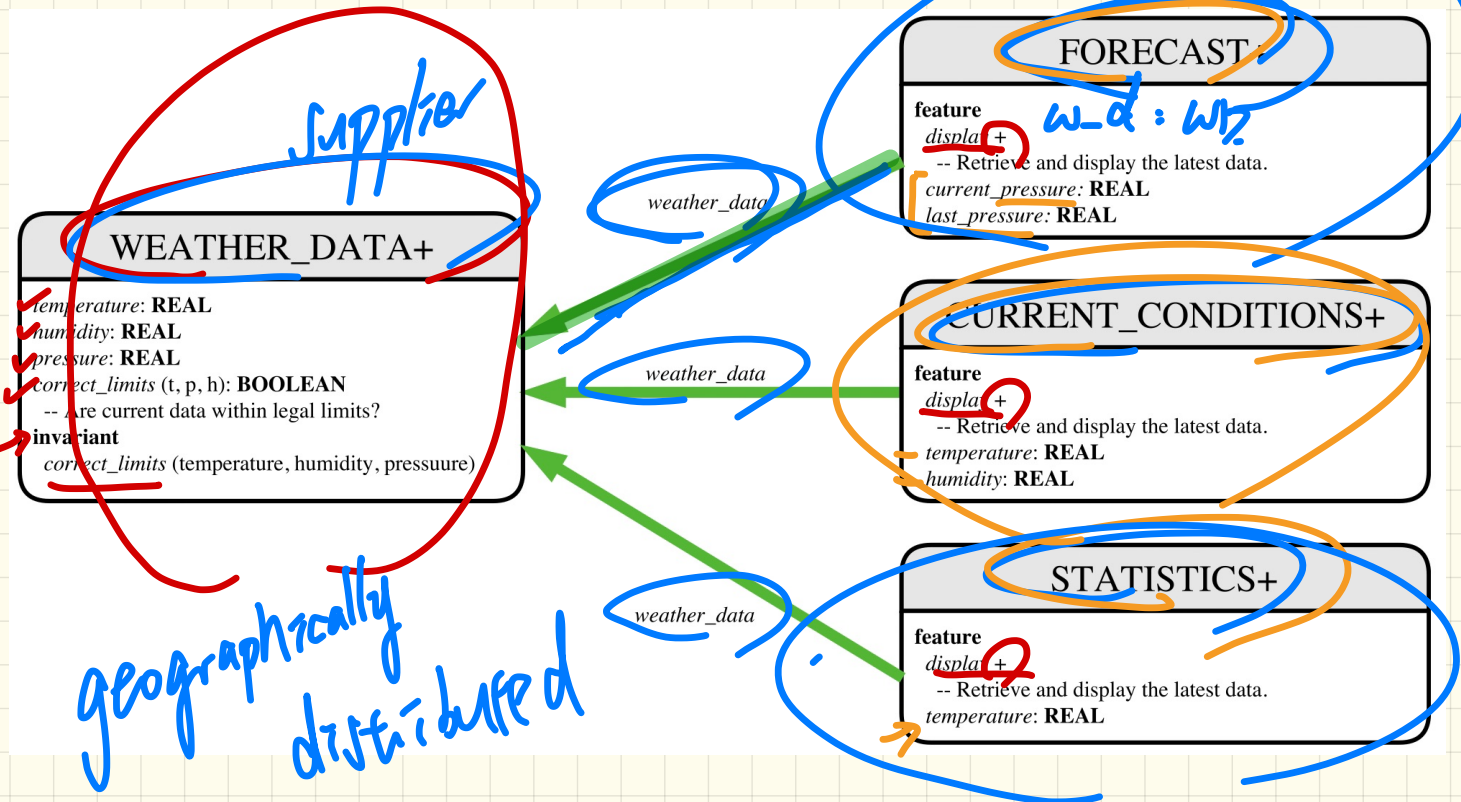 supplier
WEATHER_DATA+
temperature: REAL
humidity: REAL
pressure: REAL
correct_limits (t, p, h): BOOLEAN
-- Are current data within legal limits?
invariant
correct_limits (temperature, humidity, pressuure)
geographically
distributed
weather_data
weather_data
weather_data
FORECAST+
w_d : WD
feature
display +
-- Retrieve and display the latest data.
current_pressure: REAL
last_pressure: REAL
CURRENT_CONDITIONS+
feature
display +
-- Retrieve and display the latest data.
temperature: REAL
humidity: REAL
STATISTICS+
feature
display +
-- Retrieve and display the latest data.
temperature: REAL